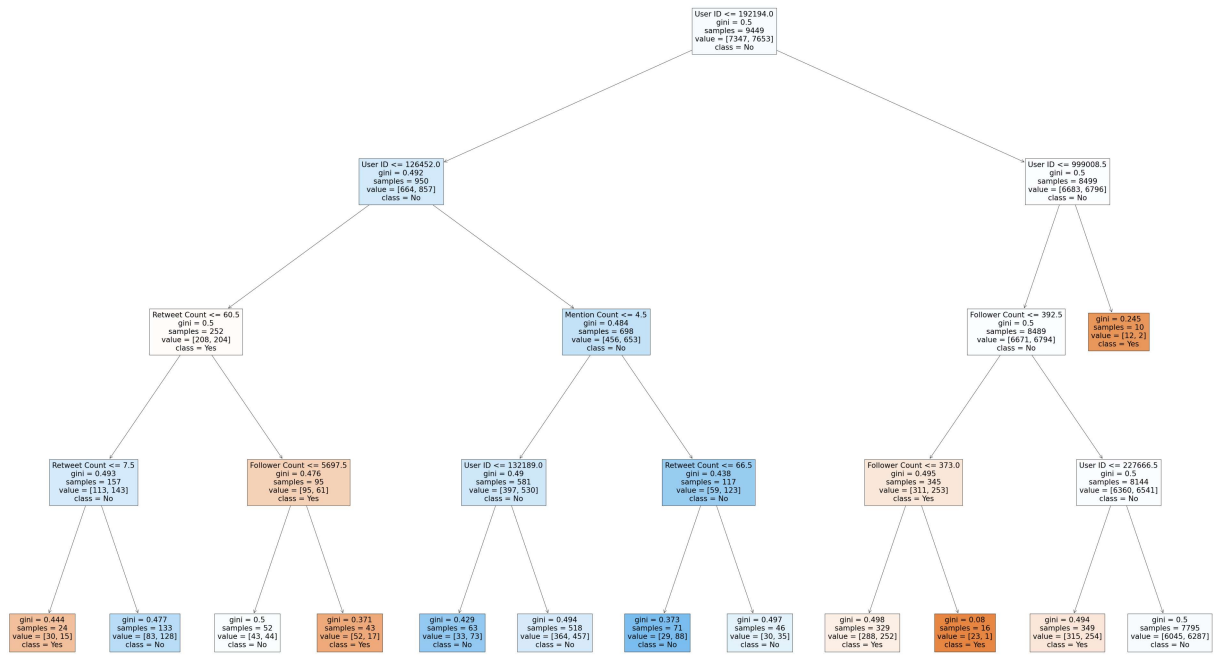 User ID <= 192194.0
gini = 0.5
samples = 9449
value = [7347, 7653]
class = No
User ID <= 126452.0
gini = 0.492
samples = 950
value = [664, 857]
class = No
User ID <= 999008.5
gini = 0.5
samples = 8499
value = [6683, 6796]
class = No
Retweet Count <= 60.5
gini = 0.5
samples = 252
value = [208, 204]
class = Yes
Mention Count <= 4.5
gini = 0.484
samples = 698
value = [456, 653]
class = No
Follower Count <= 392.5
gini = 0.5
samples = 8489
value = [6671, 6794]
class = No
gini = 0.245
samples = 10
value = [12, 2]
class = Yes
Retweet Count <= 7.5
gini = 0.493
samples = 157
value = [113, 143]
class = No
Follower Count <= 5697.5
gini = 0.476
samples = 95
value = [95, 61]
class = Yes
User ID <= 132189.0
gini = 0.49
samples = 581
value = [397, 530]
class = No
Retweet Count <= 66.5
gini = 0.438
samples = 117
value = [59, 123]
class = No
Follower Count <= 373.0
gini = 0.495
samples = 345
value = [311, 253]
class = Yes
User ID <= 227666.5
gini = 0.5
samples = 8144
value = [6360, 6541]
class = No
gini = 0.444
samples = 24
value = [30, 15]
class = Yes
gini = 0.477
samples = 133
value = [83, 128]
class = No
gini = 0.5
samples = 52
value = [43, 44]
class = No
gini = 0.371
samples = 43
value = [52, 17]
class = Yes
gini = 0.429
samples = 63
value = [33, 73]
class = No
gini = 0.494
samples = 518
value = [364, 457]
class = No
gini = 0.373
samples = 71
value = [29, 88]
class = No
gini = 0.497
samples = 46
value = [30, 35]
class = No
gini = 0.498
samples = 329
value = [288, 252]
class = Yes
gini = 0.08
samples = 16
value = [23, 1]
class = Yes
gini = 0.494
samples = 349
value = [315, 254]
class = Yes
gini = 0.5
samples = 7795
value = [6045, 6287]
class = No